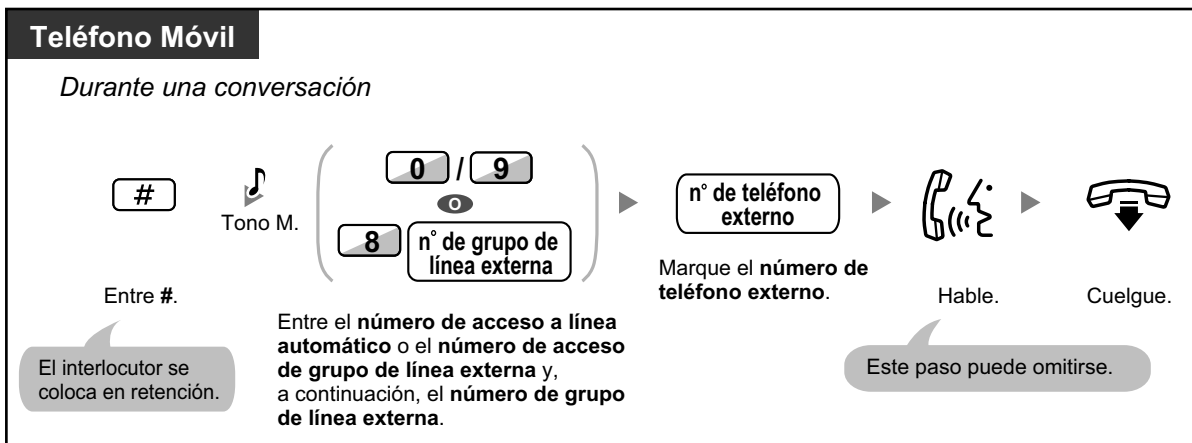 Teléfono Móvil
Durante una conversación
#
Tono M.
0 / 9
o
8 n° de grupo de
línea externa
n° de teléfono
externo
Entre #.
El interlocutor se
coloca en retención.
Entre el número de acceso a línea
automático o el número de acceso
de grupo de línea externa y,
a continuación, el número de grupo
de línea externa.
Marque el número de
teléfono externo.
Hable.
Este paso puede omitirse.
Cuelgue.